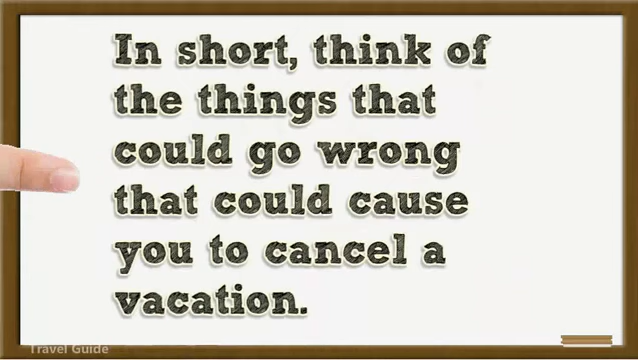 In short, think of
the things that
could go wrong
that could cause
you to cancel a
vacation.
Travel Guide